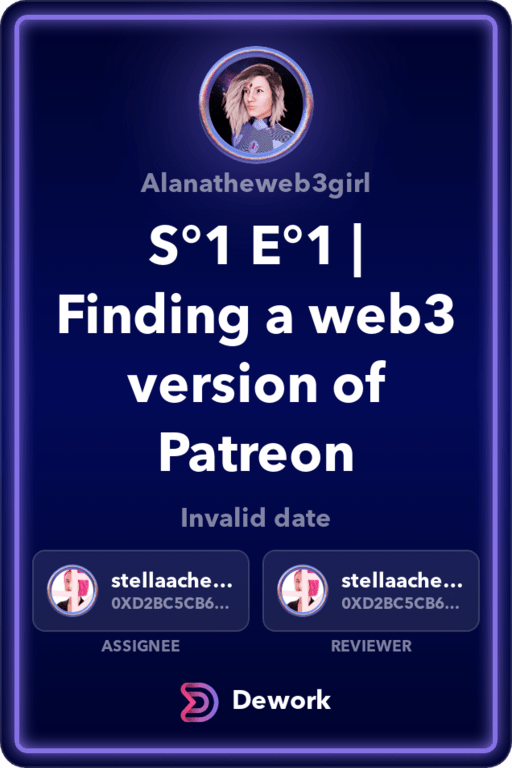 Alanatheweb3girl
S°1 E°1 |
Finding a web3
version of
Patreon
Invalid date
stellaache...
0XD2BC5CB6...
ASSIGNEE
stellaache...
0XD2BC5CB6...
REVIEWER
Dework